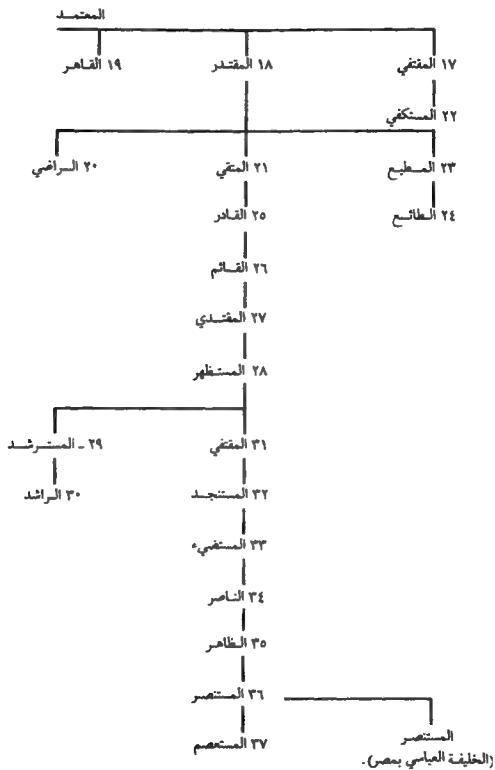 المعتمد
١٧ المقتفي
١٨ المقتدر
١٩ القاهر
٢٢ المستكفي
٢٣ المطيع
٢١ المتقي
٢٠ الراضي
٢٤ الطائع
٢٥ القادر
٢٦ القائم
٢٧ المقتدي
٢٨ المستظهر
٣١ المقتفي
٢٩ ـ المسترشد
٣٢ المستنجد
٣٠ الراشد
٣٣ المستضيء
٣٤ الناصر
٣٥ الظاهر
٣٦ المستنصر
المستنصر
(الخليفة العباسي بمصر).
٣٧ المستعصم